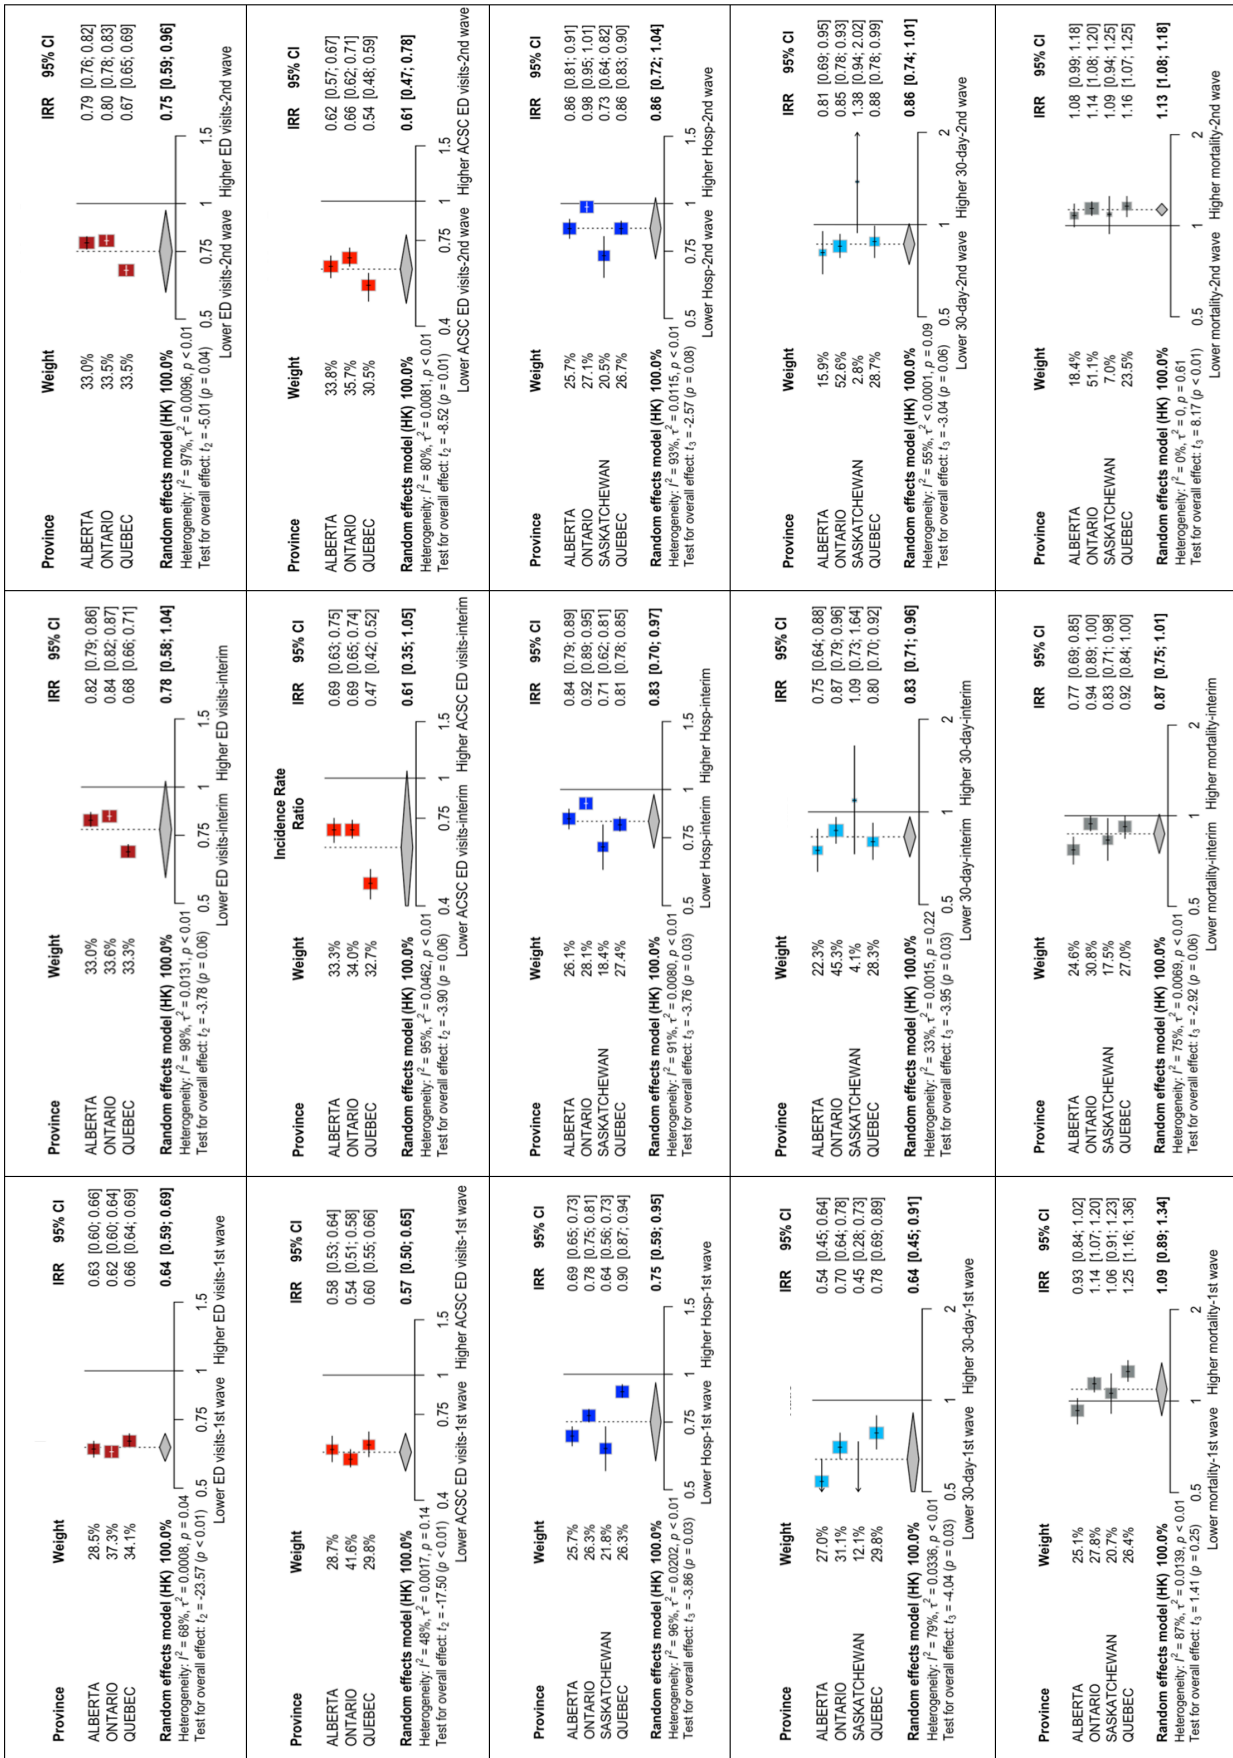 Province Weight IRR 95% CI
ALBERTA 28.5% 0.63 [0.60; 0.66]
ONTARIO 37.3% 0.62 [0.60; 0.64]
QUEBEC 34.1% 0.66 [0.64; 0.69]
Random effects model (HK) 100.0% 0.64 [0.59; 0.69]
Heterogeneity: I² = 68%, τ² = 0.0008, p = 0.04
Test for overall effect: t₂ = -23.57 (p < 0.01)
0.5 0.75 1 1.5
Lower ED visits-1st wave Higher ED visits-1st wave
Province Weight IRR 95% CI
ALBERTA 33.0% 0.82 [0.79; 0.86]
ONTARIO 33.6% 0.84 [0.82; 0.87]
QUEBEC 33.3% 0.68 [0.66; 0.71]
Random effects model (HK) 100.0% 0.78 [0.58; 1.04]
Heterogeneity: I² = 98%, τ² = 0.0131, p < 0.01
Test for overall effect: t₂ = -3.78 (p = 0.06)
0.5 0.75 1 1.5
Lower ED visits-interim Higher ED visits-interim
Province Weight IRR 95% CI
ALBERTA 33.0% 0.79 [0.76; 0.82]
ONTARIO 33.5% 0.80 [0.78; 0.83]
QUEBEC 33.5% 0.67 [0.65; 0.69]
Random effects model (HK) 100.0% 0.75 [0.59; 0.96]
Heterogeneity: I² = 97%, τ² = 0.0096, p < 0.01
Test for overall effect: t₂ = -5.01 (p = 0.04)
0.5 0.75 1 1.5
Lower ED visits-2nd wave Higher ED visits-2nd wave
Province Weight IRR 95% CI
ALBERTA 28.7% 0.58 [0.53; 0.64]
ONTARIO 41.6% 0.54 [0.51; 0.58]
QUEBEC 29.8% 0.60 [0.55; 0.66]
Random effects model (HK) 100.0% 0.57 [0.50; 0.65]
Heterogeneity: I² = 48%, τ² = 0.0017, p = 0.14
Test for overall effect: t₂ = -17.50 (p < 0.01)
0.4 0.75 1 1.5
Lower ACSC ED visits-1st wave Higher ACSC ED visits-1st wave
Incidence Rate
Ratio
Province Weight IRR 95% CI
ALBERTA 33.3% 0.69 [0.63; 0.75]
ONTARIO 34.0% 0.69 [0.65; 0.74]
QUEBEC 32.7% 0.47 [0.42; 0.52]
Random effects model (HK) 100.0% 0.61 [0.35; 1.05]
Heterogeneity: I² = 95%, τ² = 0.0462, p < 0.01
Test for overall effect: t₂ = -3.90 (p = 0.06)
0.4 0.75 1 1.5
Lower ACSC ED visits-interim Higher ACSC ED visits-interim
Province Weight IRR 95% CI
ALBERTA 33.8% 0.62 [0.57; 0.67]
ONTARIO 35.7% 0.66 [0.62; 0.71]
QUEBEC 30.5% 0.54 [0.48; 0.59]
Random effects model (HK) 100.0% 0.61 [0.47; 0.78]
Heterogeneity: I² = 80%, τ² = 0.0081, p < 0.01
Test for overall effect: t₂ = -8.52 (p = 0.01)
0.4 0.75 1 1.5
Lower ACSC ED visits-2nd wave Higher ACSC ED visits-2nd wave
Province Weight IRR 95% CI
ALBERTA 25.7% 0.69 [0.65; 0.73]
ONTARIO 26.3% 0.78 [0.75; 0.81]
SASKATCHEWAN 21.8% 0.64 [0.56; 0.73]
QUEBEC 26.3% 0.90 [0.87; 0.94]
Random effects model (HK) 100.0% 0.75 [0.59; 0.95]
Heterogeneity: I² = 96%, τ² = 0.0202, p < 0.01
Test for overall effect: t₃ = -3.86 (p = 0.03)
0.5 0.75 1 1.5
Lower Hosp-1st wave Higher Hosp-1st wave
Province Weight IRR 95% CI
ALBERTA 26.1% 0.84 [0.79; 0.89]
ONTARIO 28.1% 0.92 [0.89; 0.95]
SASKATCHEWAN 18.4% 0.71 [0.62; 0.81]
QUEBEC 27.4% 0.81 [0.78; 0.85]
Random effects model (HK) 100.0% 0.83 [0.70; 0.97]
Heterogeneity: I² = 91%, τ² = 0.0080, p < 0.01
Test for overall effect: t₃ = -3.76 (p = 0.03)
0.5 0.75 1 1.5
Lower Hosp-interim Higher Hosp-interim
Province Weight IRR 95% CI
ALBERTA 25.7% 0.86 [0.81; 0.91]
ONTARIO 27.1% 0.98 [0.95; 1.01]
SASKATCHEWAN 20.5% 0.73 [0.64; 0.82]
QUEBEC 26.7% 0.86 [0.83; 0.90]
Random effects model (HK) 100.0% 0.86 [0.72; 1.04]
Heterogeneity: I² = 93%, τ² = 0.0115, p < 0.01
Test for overall effect: t₃ = -2.57 (p = 0.08)
0.5 0.75 1 1.5
Lower Hosp-2nd wave Higher Hosp-2nd wave
Province Weight IRR 95% CI
ALBERTA 27.0% 0.54 [0.45; 0.64]
ONTARIO 31.1% 0.70 [0.64; 0.78]
SASKATCHEWAN 12.1% 0.45 [0.28; 0.73]
QUEBEC 29.8% 0.78 [0.69; 0.89]
Random effects model (HK) 100.0% 0.64 [0.45; 0.91]
Heterogeneity: I² = 79%, τ² = 0.0336, p < 0.01
Test for overall effect: t₃ = -4.04 (p = 0.03)
0.5 1 2
Lower 30-day-1st wave Higher 30-day-1st wave
Province Weight IRR 95% CI
ALBERTA 22.3% 0.75 [0.64; 0.88]
ONTARIO 45.3% 0.87 [0.79; 0.96]
SASKATCHEWAN 4.1% 1.09 [0.73; 1.64]
QUEBEC 28.3% 0.80 [0.70; 0.92]
Random effects model (HK) 100.0% 0.83 [0.71; 0.96]
Heterogeneity: I² = 33%, τ² = 0.0015, p = 0.22
Test for overall effect: t₃ = -3.95 (p = 0.03)
0.5 1 2
Lower 30-day-interim Higher 30-day-interim
Province Weight IRR 95% CI
ALBERTA 15.9% 0.81 [0.69; 0.95]
ONTARIO 52.6% 0.85 [0.78; 0.93]
SASKATCHEWAN 2.8% 1.38 [0.94; 2.02]
QUEBEC 28.7% 0.88 [0.78; 0.99]
Random effects model (HK) 100.0% 0.86 [0.74; 1.01]
Heterogeneity: I² = 55%, τ² < 0.0001, p = 0.09
Test for overall effect: t₃ = -3.04 (p = 0.06)
0.5 1 2
Lower 30-day-2nd wave Higher 30-day-2nd wave
Province Weight IRR 95% CI
ALBERTA 25.1% 0.93 [0.84; 1.02]
ONTARIO 27.8% 1.14 [1.07; 1.20]
SASKATCHEWAN 20.7% 1.06 [0.91; 1.23]
QUEBEC 26.4% 1.25 [1.16; 1.36]
Random effects model (HK) 100.0% 1.09 [0.89; 1.34]
Heterogeneity: I² = 87%, τ² = 0.0139, p < 0.01
Test for overall effect: t₃ = 1.41 (p = 0.25)
0.5 1 2
Lower mortality-1st wave Higher mortality-1st wave
Province Weight IRR 95% CI
ALBERTA 24.6% 0.77 [0.69; 0.85]
ONTARIO 30.8% 0.94 [0.89; 1.00]
SASKATCHEWAN 17.5% 0.83 [0.71; 0.98]
QUEBEC 27.0% 0.92 [0.84; 1.00]
Random effects model (HK) 100.0% 0.87 [0.75; 1.01]
Heterogeneity: I² = 75%, τ² = 0.0069, p < 0.01
Test for overall effect: t₃ = -2.92 (p = 0.06)
0.5 1 2
Lower mortality-interim Higher mortality-interim
Province Weight IRR 95% CI
ALBERTA 18.4% 1.08 [0.99; 1.18]
ONTARIO 51.1% 1.14 [1.08; 1.20]
SASKATCHEWAN 7.0% 1.09 [0.94; 1.25]
QUEBEC 23.5% 1.16 [1.07; 1.25]
Random effects model (HK) 100.0% 1.13 [1.08; 1.18]
Heterogeneity: I² = 0%, τ² = 0, p = 0.61
Test for overall effect: t₃ = 8.17 (p < 0.01)
0.5 1 2
Lower mortality-2nd wave Higher mortality-2nd wave